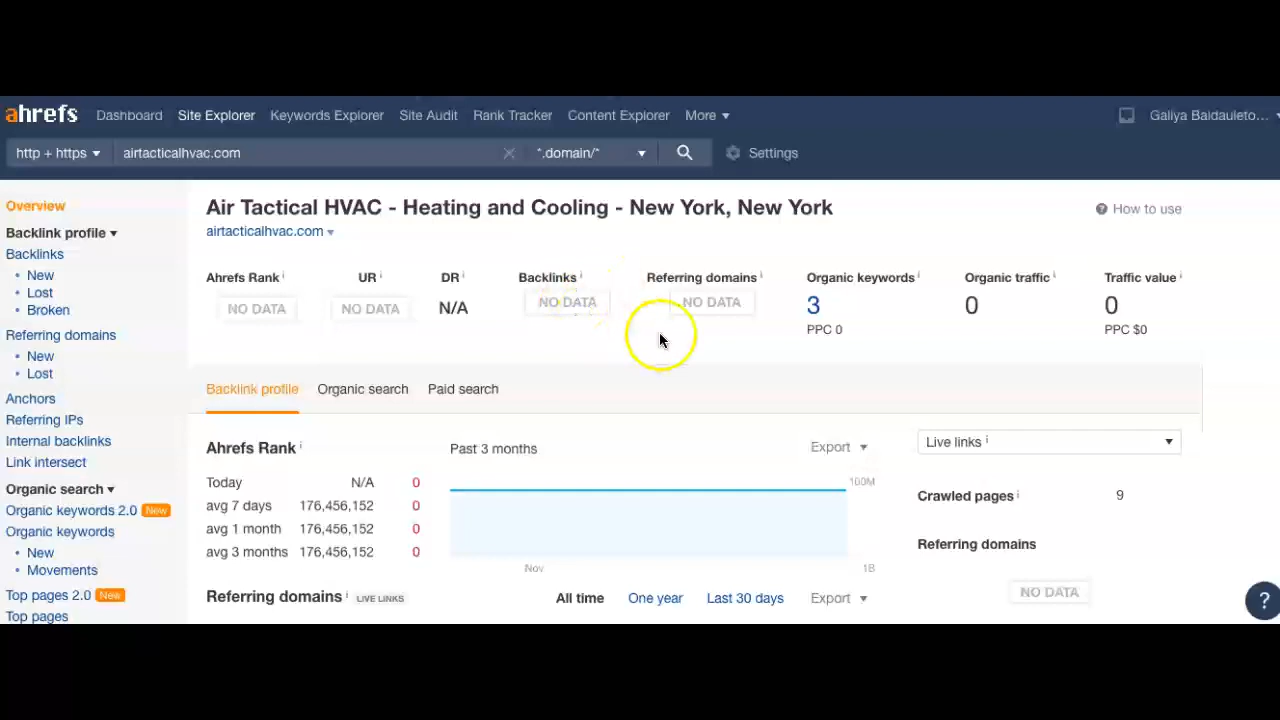 ahrefs Dashboard Site Explorer Keywords Explorer Site Audit Rank Tracker Content Explorer More Galiya Baidauleto...
http + https airtacticalhvac.com *.domain/* Settings
Overview
Backlink profile
Backlinks
New
Lost
Broken
Referring domains
New
Lost
Anchors
Referring IPs
Internal backlinks
Link intersect
Organic search
Organic keywords 2.0 New
Organic keywords
New
Movements
Top pages 2.0 New
Top pages
Air Tactical HVAC - Heating and Cooling - New York, New York
How to use
airtacticalhvac.com
Ahrefs Rank i UR i DR i Backlinks i Referring domains i Organic keywords i Organic traffic i Traffic value i
NO DATA NO DATA N/A NO DATA NO DATA 3 0 0
PPC 0 PPC $0
Backlink profile Organic search Paid search
Ahrefs Rank i Past 3 months Export Live links i
Today N/A 0 100M
avg 7 days 176,456,152 0
avg 1 month 176,456,152 0
avg 3 months 176,456,152 0
Nov 1B
Crawled pages i 9
Referring domains
NO DATA
Referring domains i LIVE LINKS All time One year Last 30 days Export
?